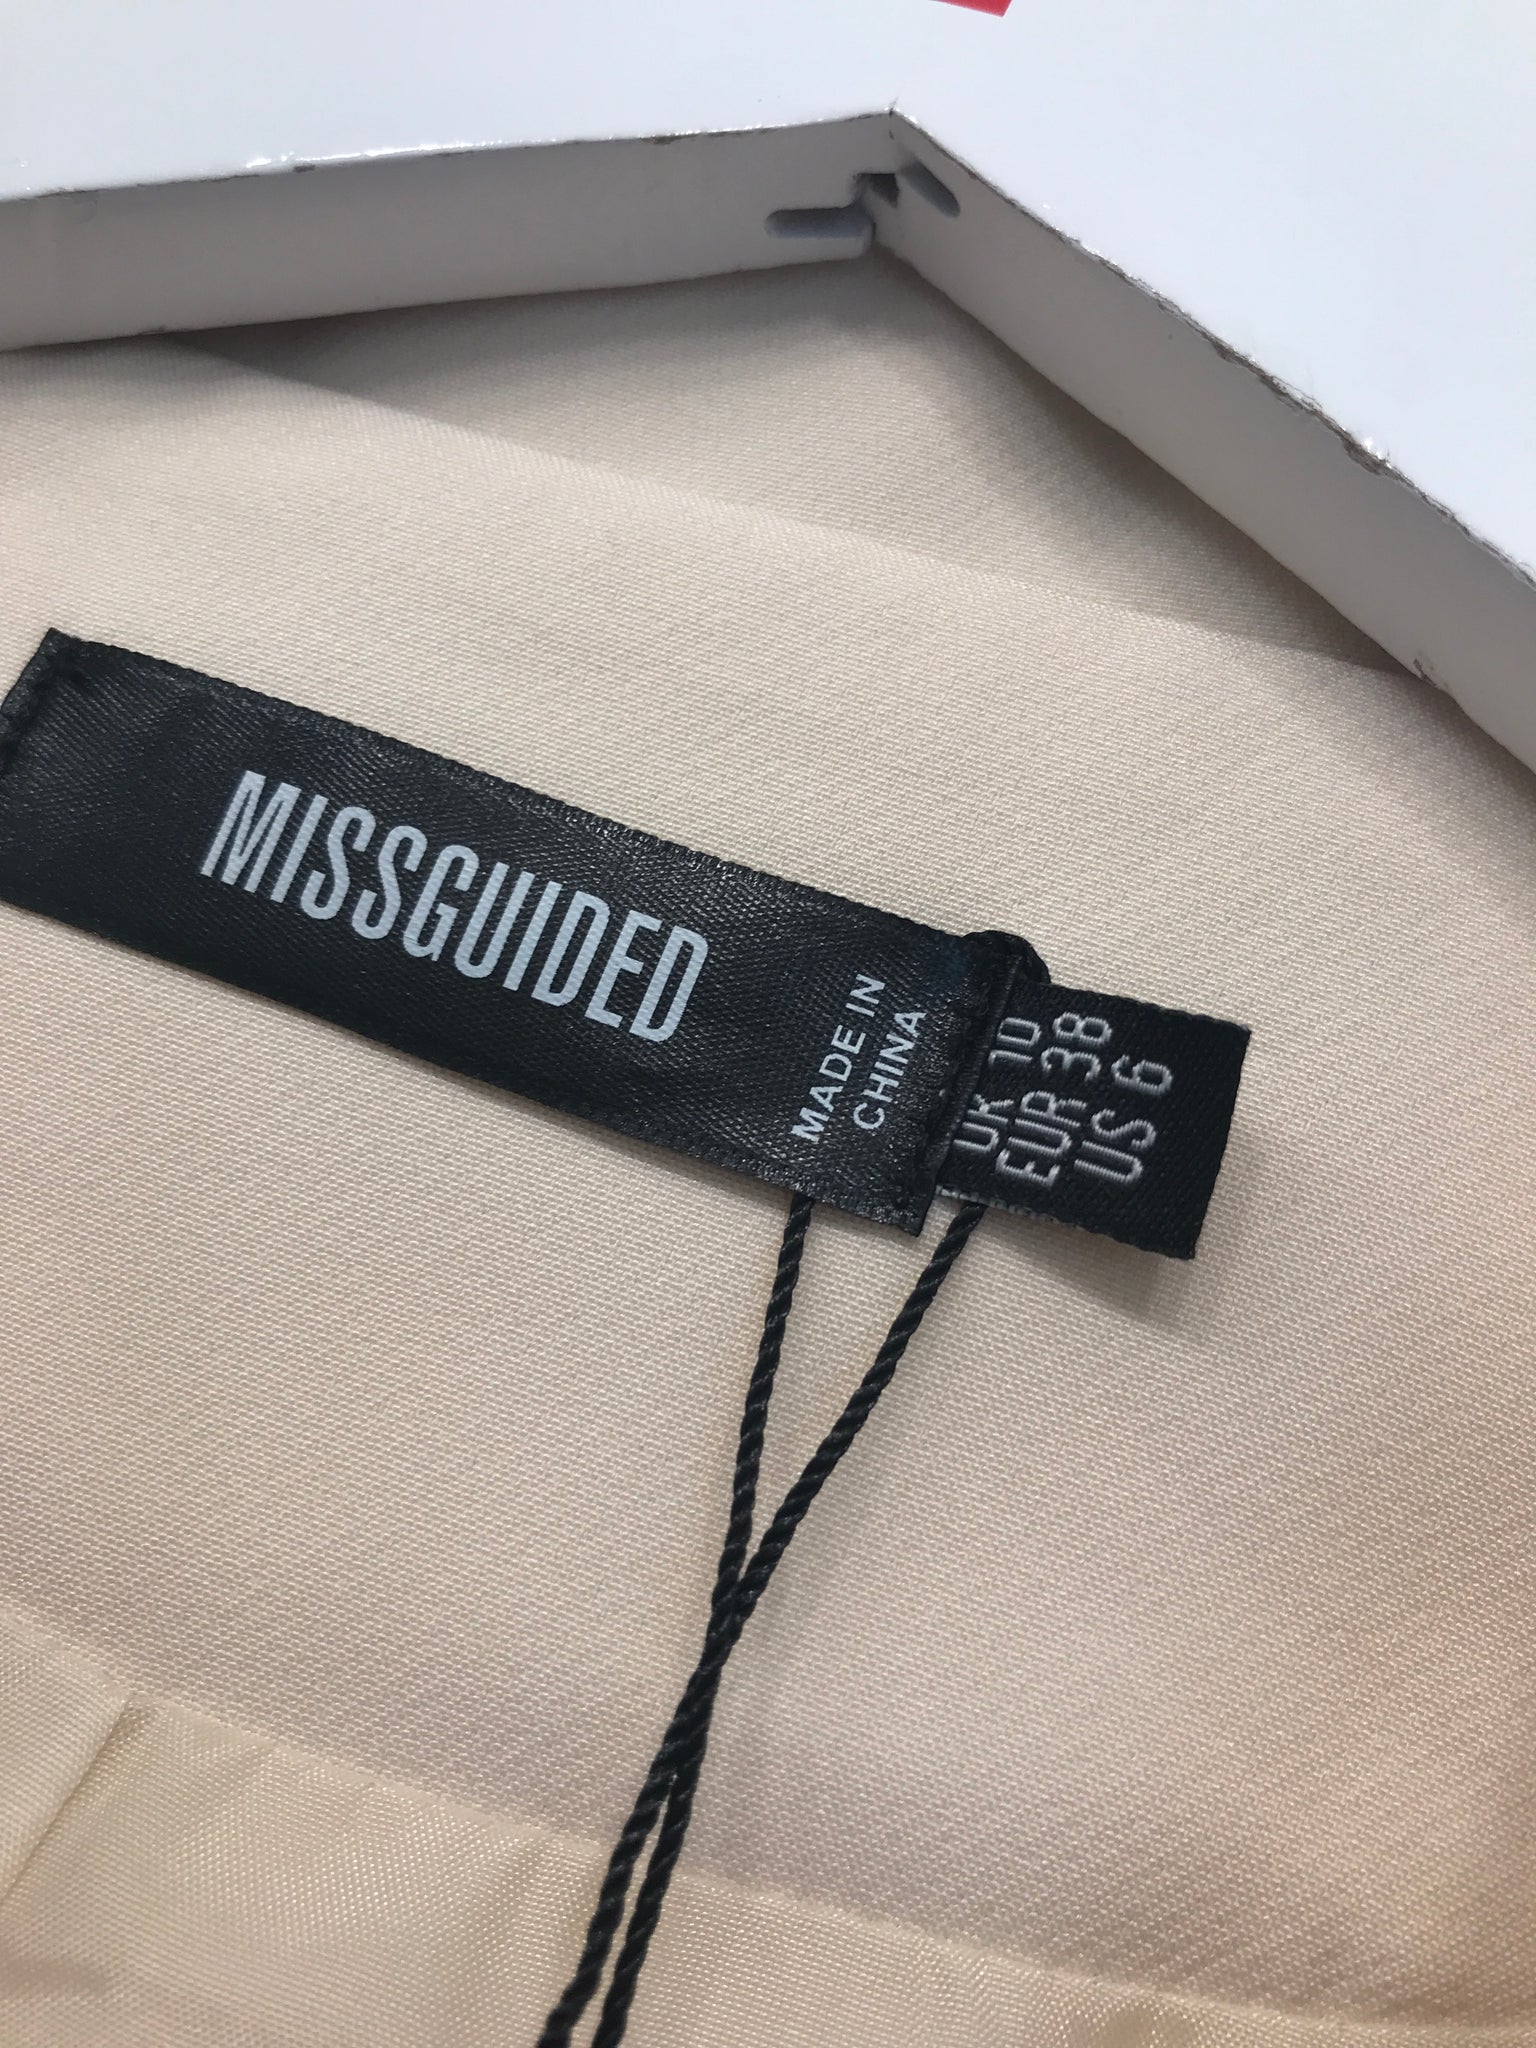 MISSGUIDED
MADE IN
CHINA
UK 10
EUR 38
US 6